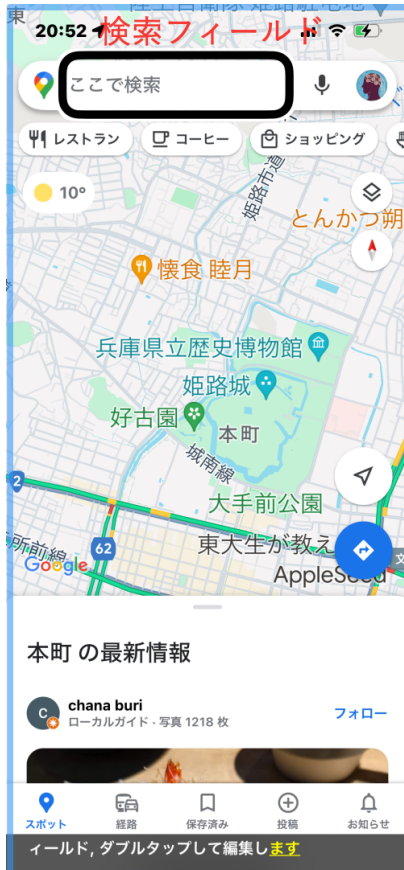 東
20:52
検索フィールド
ここで検索
レストラン
コーヒー
ショッピング
10°
姫路市道
とんかつ朔
懐食 睦月
兵庫県立歴史博物館
姫路城
好古園
本町
城南線
大手前公園
2
62
東大生が教え
AppleSeed
Google
本町 の最新情報
C
chana buri
ローカルガイド・写真 1218 枚
フォロー
スポット
経路
保存済み
投稿
お知らせ
ィールド, ダブルタップして編集します